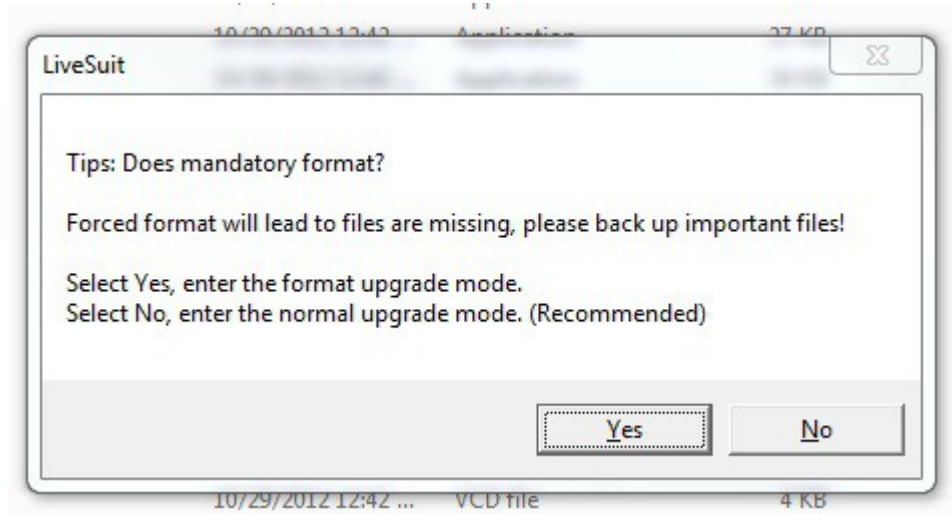 LiveSuit
Tips: Does mandatory format?
Forced format will lead to files are missing, please back up important files!
Select Yes, enter the format upgrade mode.
Select No, enter the normal upgrade mode. (Recommended)
Yes No
10/29/2012 12:42 ... VCD file 4 KB